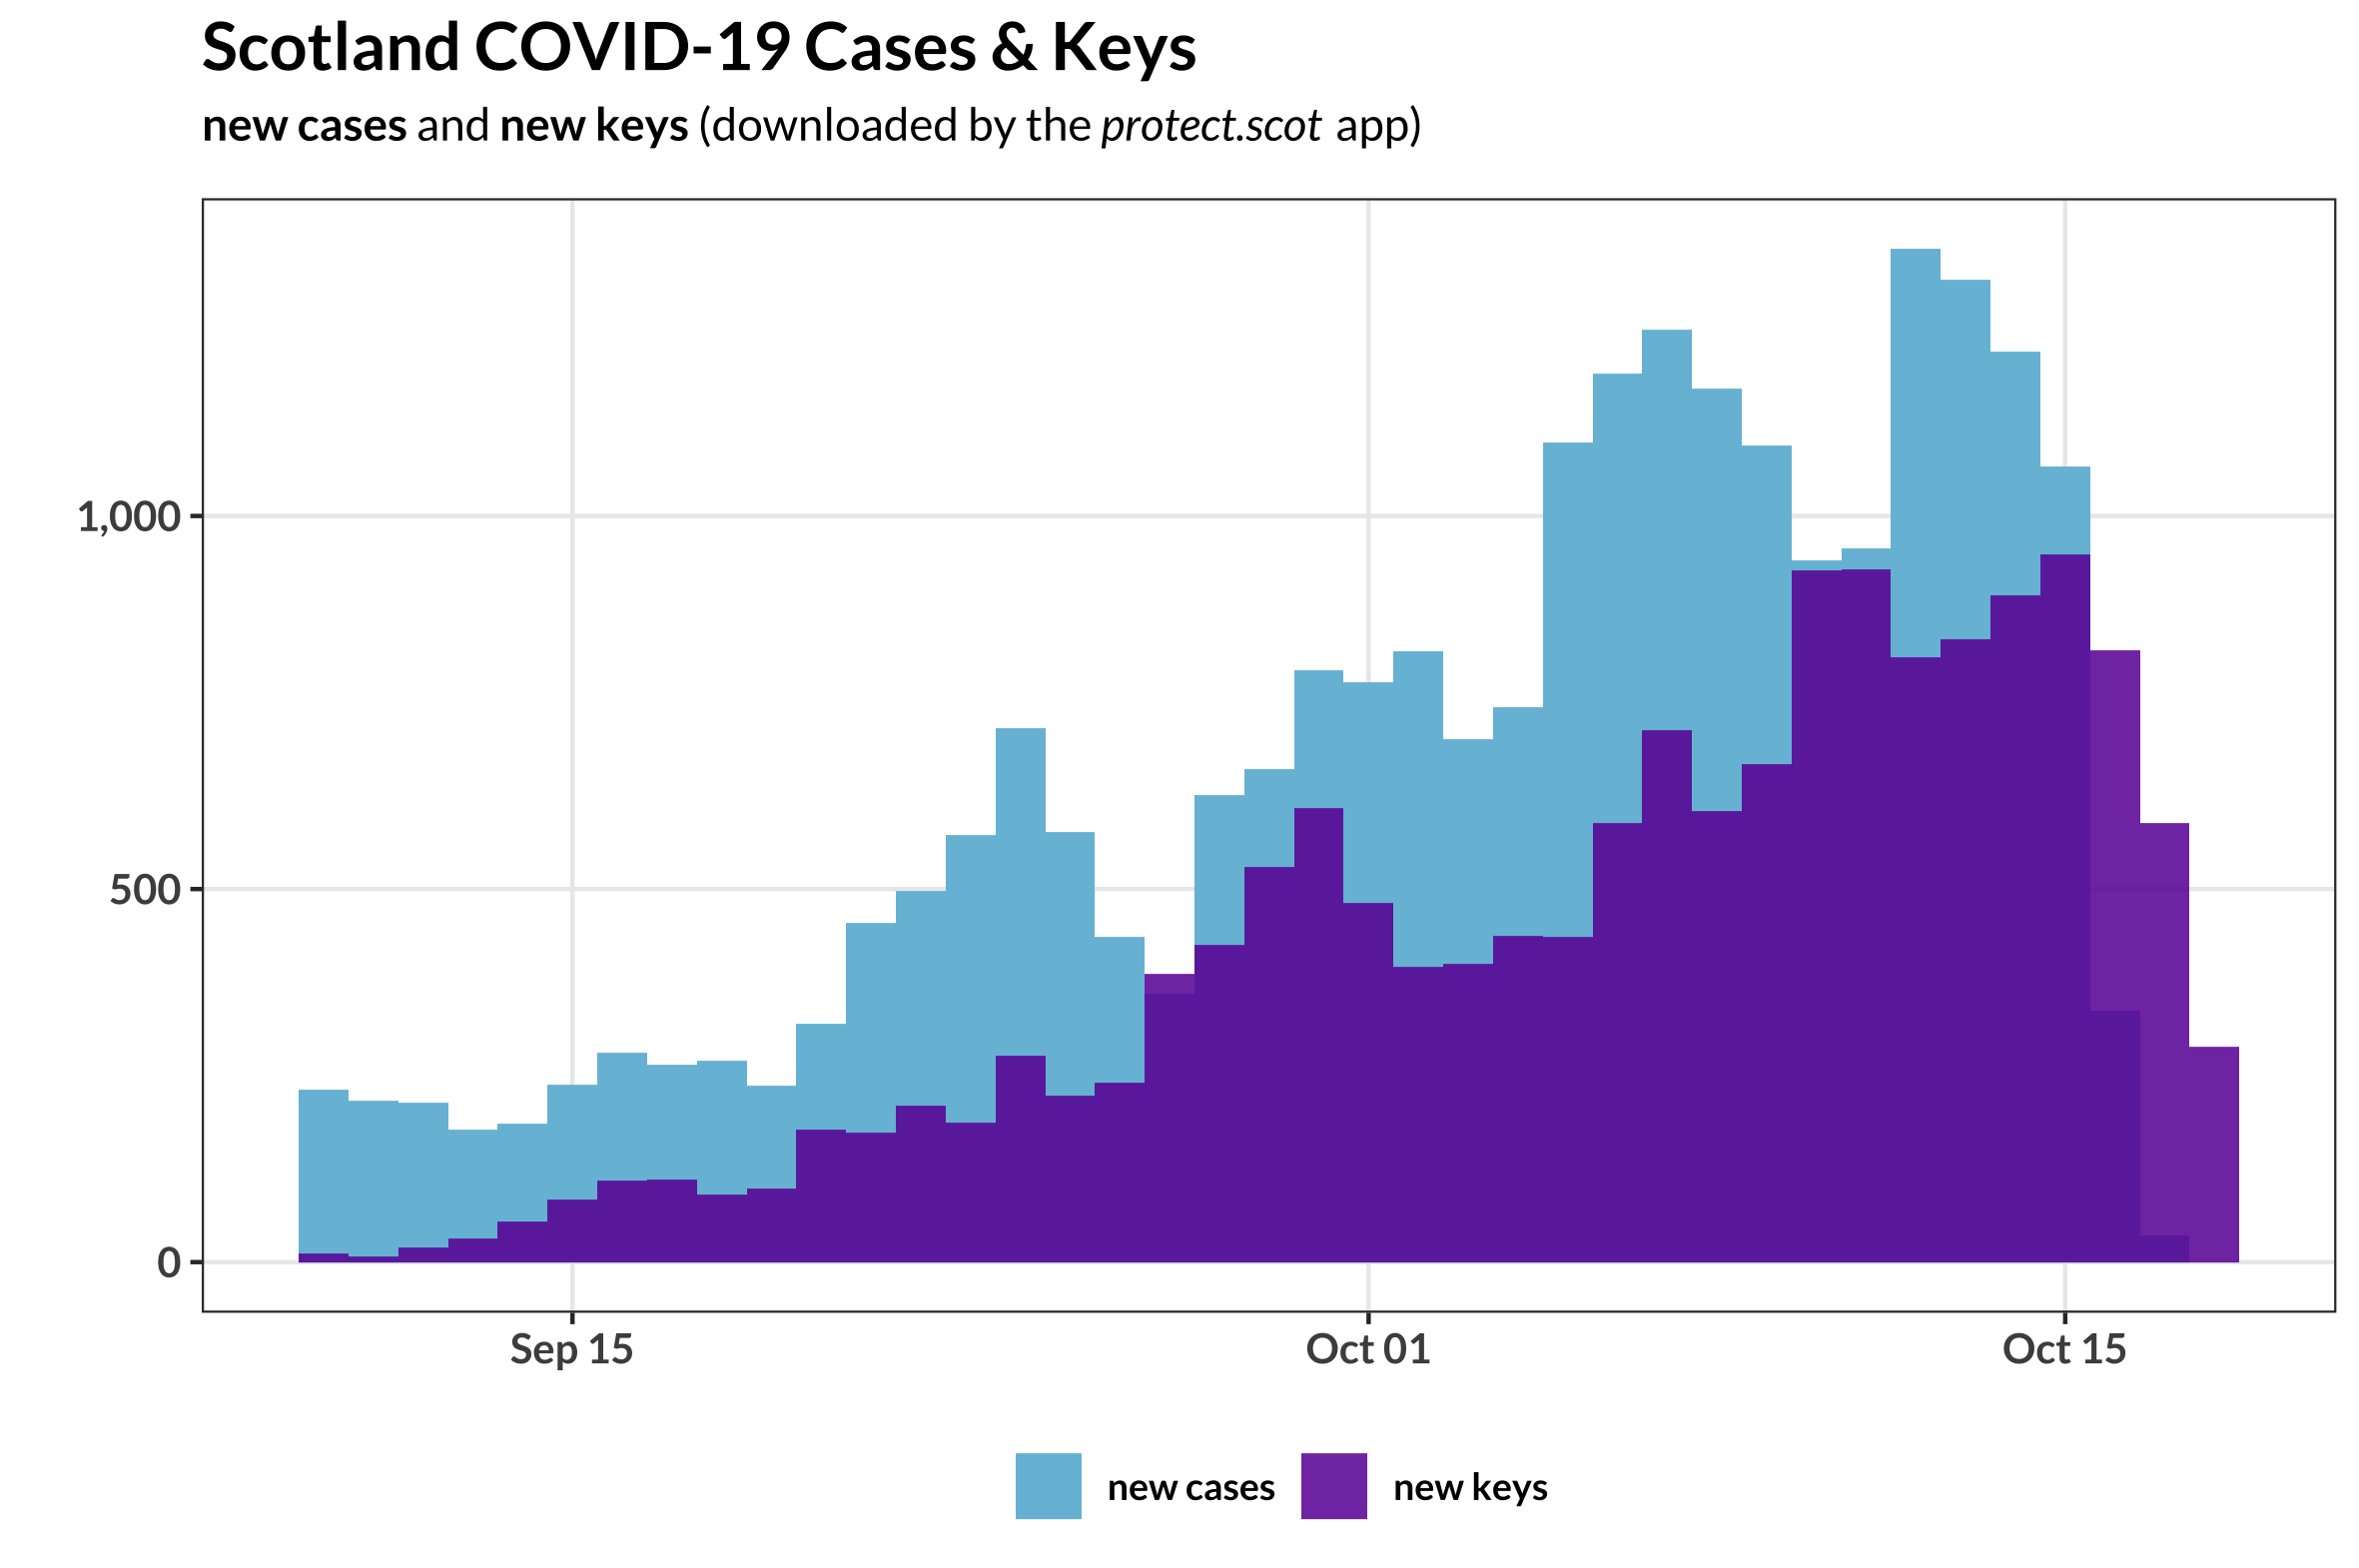 Scotland COVID-19 Cases & Keys
new cases and new keys (downloaded by the protect.scot app)
1,000
500
0
Sep 15 Oct 01 Oct 15
new cases new keys